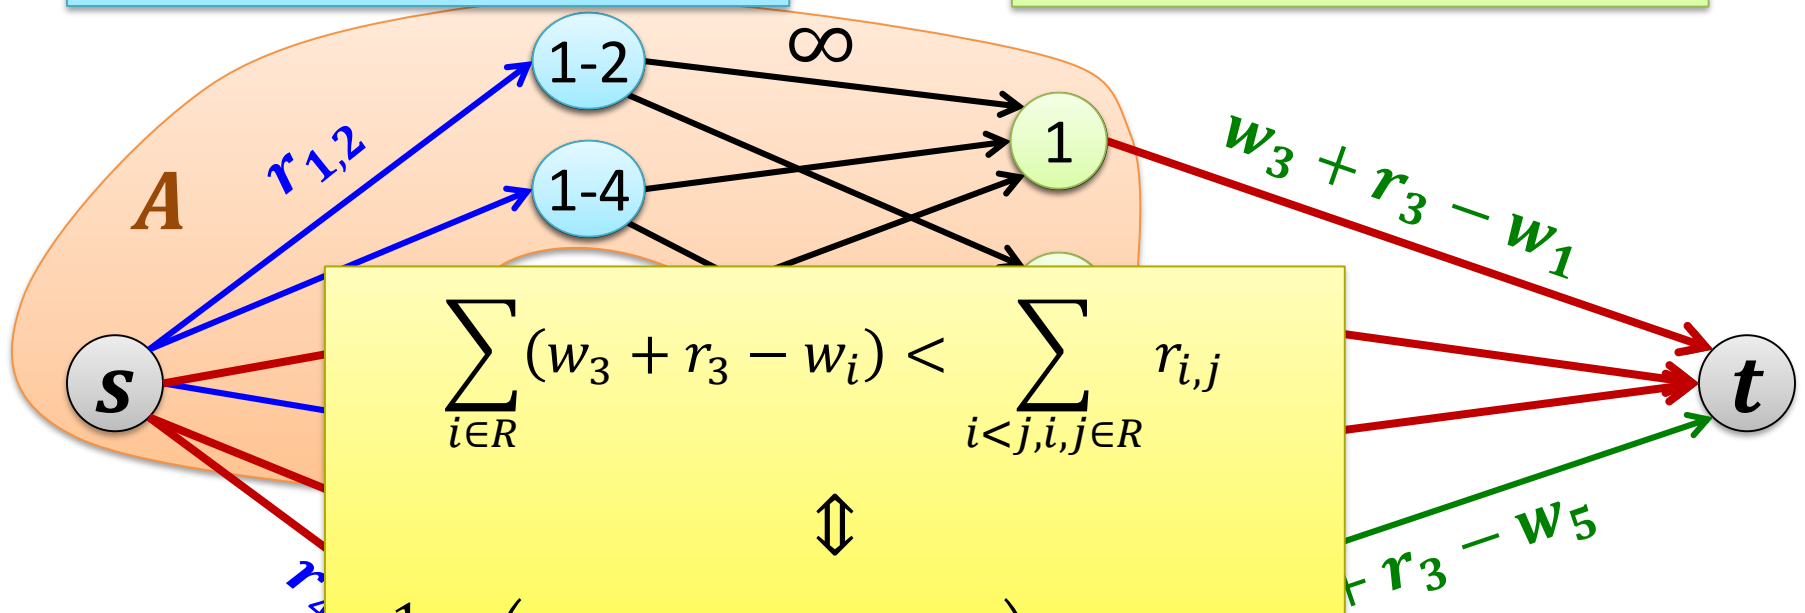 1-2
∞
1
r1,2
1-4
A
w3 + r3 − w1
s
t
∑i∈R (w3 + r3 − wi) < ∑i<j,i,j∈R ri,j
⇕
+ r3 − w5